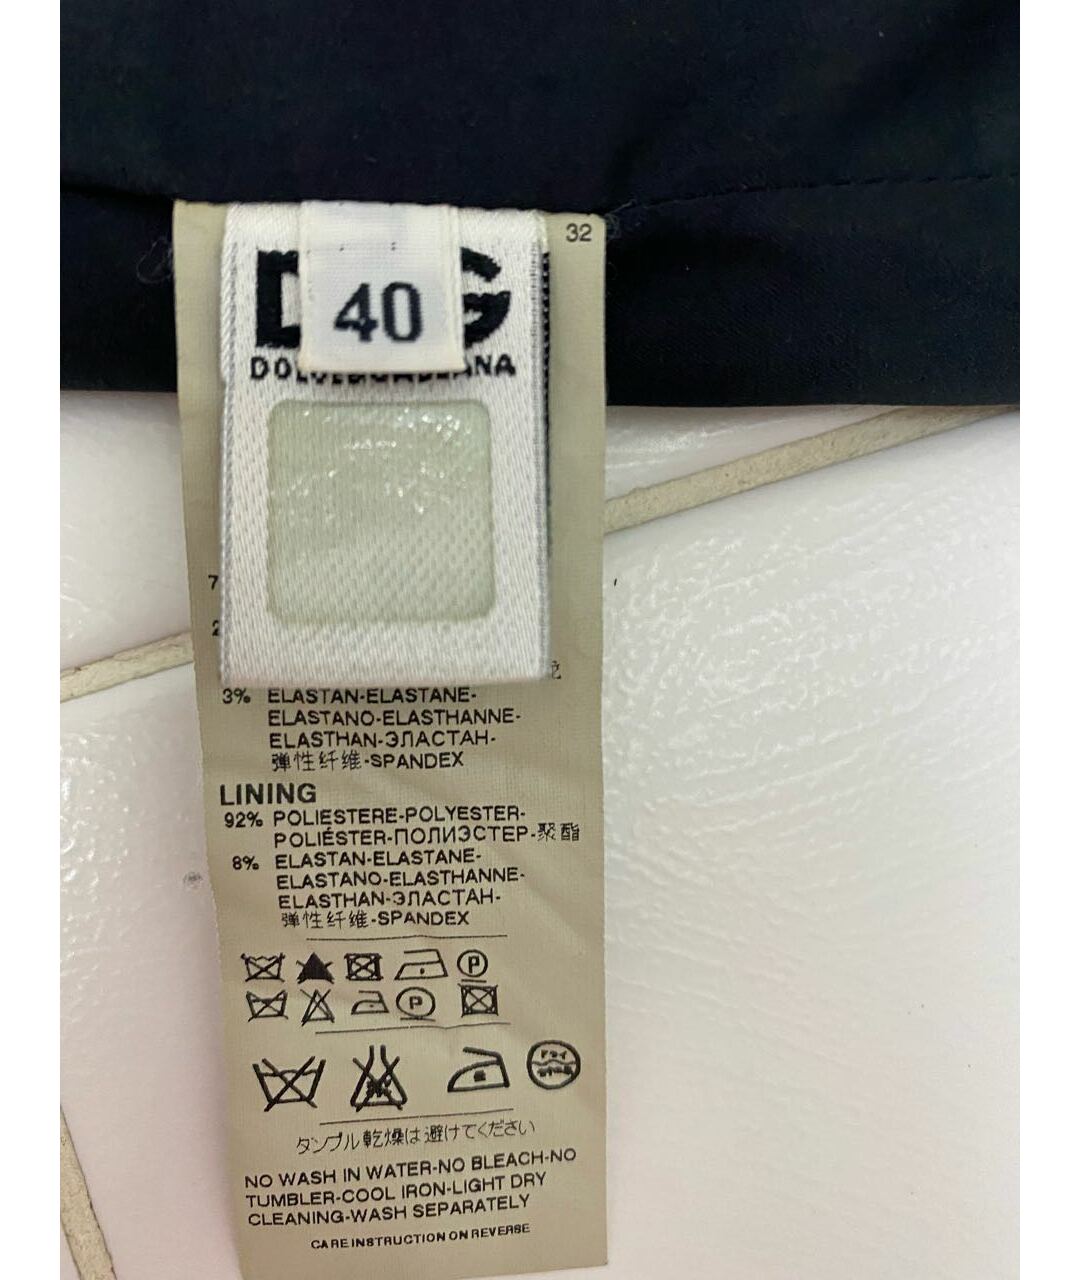 32
40
3% ELASTAN-ELASTANE-
ELASTANO-ELASTHANNE-
ELASTHAN-ЭЛАСТАН-
弹性纤维-SPANDEX
LINING
92% POLIESTERE-POLYESTER-
POLIÉSTER-ПОЛИЭСТЕР-聚酯
8% ELASTAN-ELASTANE-
ELASTANO-ELASTHANNE-
ELASTHAN-ЭЛАСТАН-
弹性纤维-SPANDEX
P
P
ドライ
タンブル乾燥は避けてください
NO WASH IN WATER-NO BLEACH-NO
TUMBLER-COOL IRON-LIGHT DRY
CLEANING-WASH SEPARATELY
CARE INSTRUCTION ON REVERSE